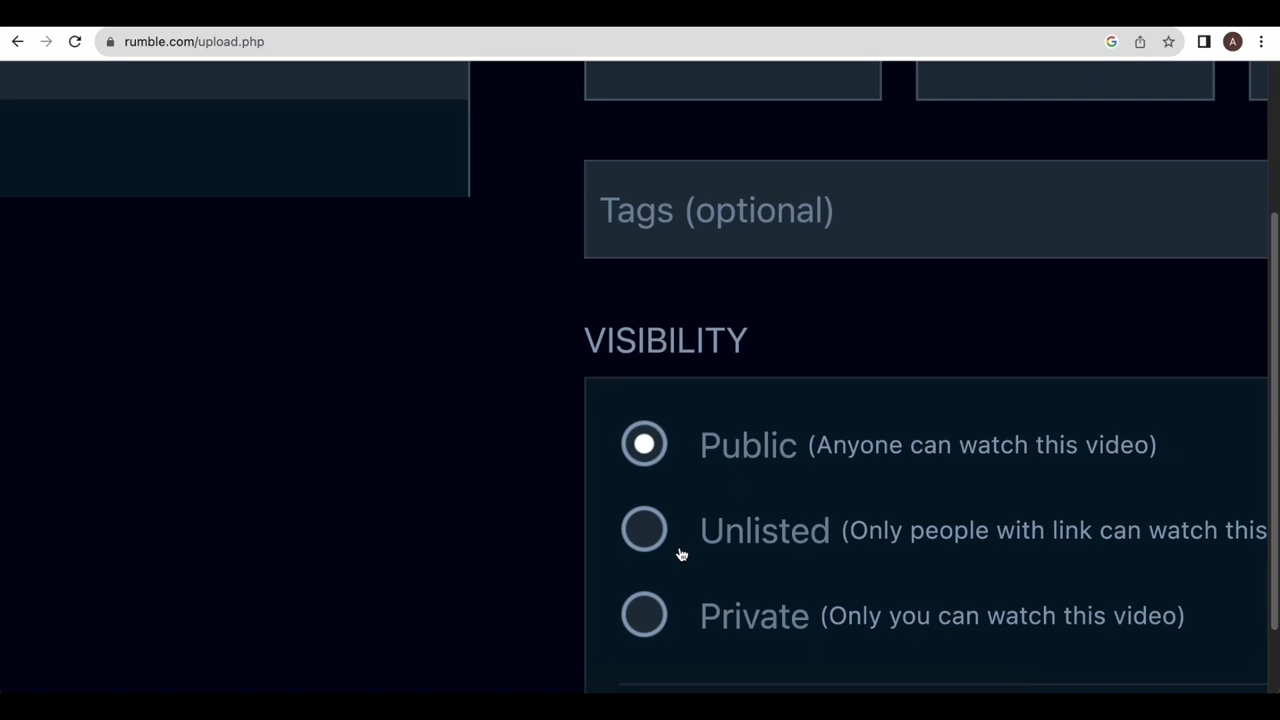 rumble.com/upload.php
A
Tags (optional)
VISIBILITY
Public (Anyone can watch this video)
Unlisted (Only people with link can watch this
Private (Only you can watch this video)